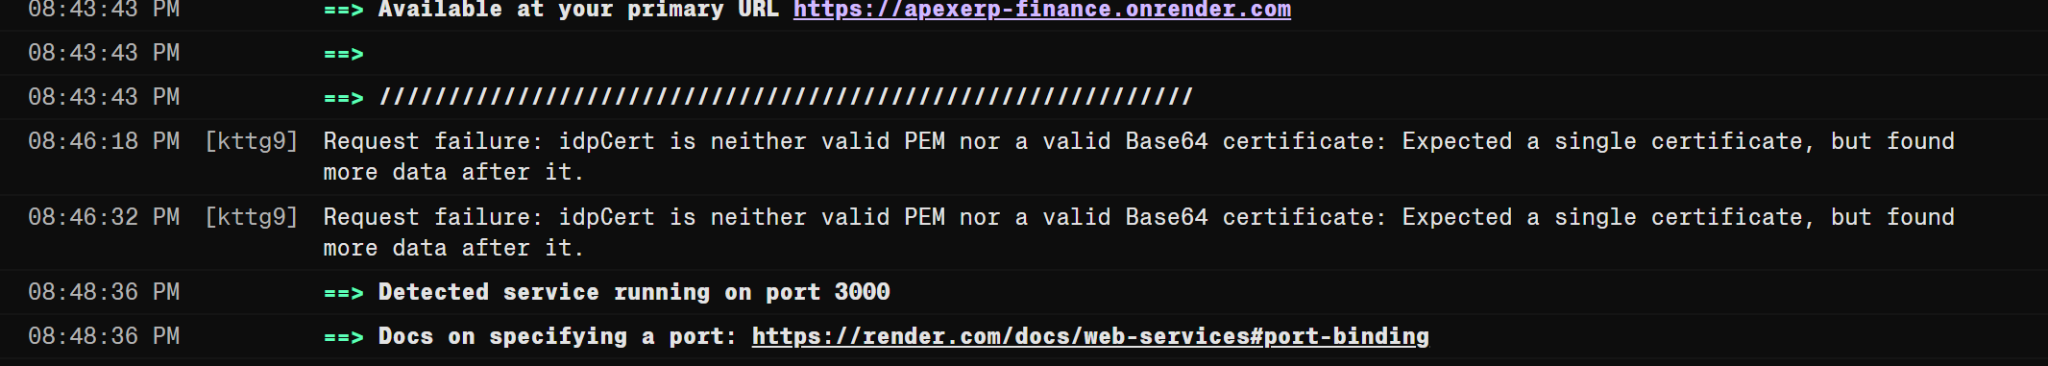 08:43:43 PM ==> Available at your primary URL https://apexerp-finance.onrender.com
08:43:43 PM ==>
08:43:43 PM ==> ///////////////////////////////////////////////////////////
08:46:18 PM [kttg9] Request failure: idpCert is neither valid PEM nor a valid Base64 certificate: Expected a single certificate, but found
more data after it.
08:46:32 PM [kttg9] Request failure: idpCert is neither valid PEM nor a valid Base64 certificate: Expected a single certificate, but found
more data after it.
08:48:36 PM ==> Detected service running on port 3000
08:48:36 PM ==> Docs on specifying a port: https://render.com/docs/web-services#port-binding